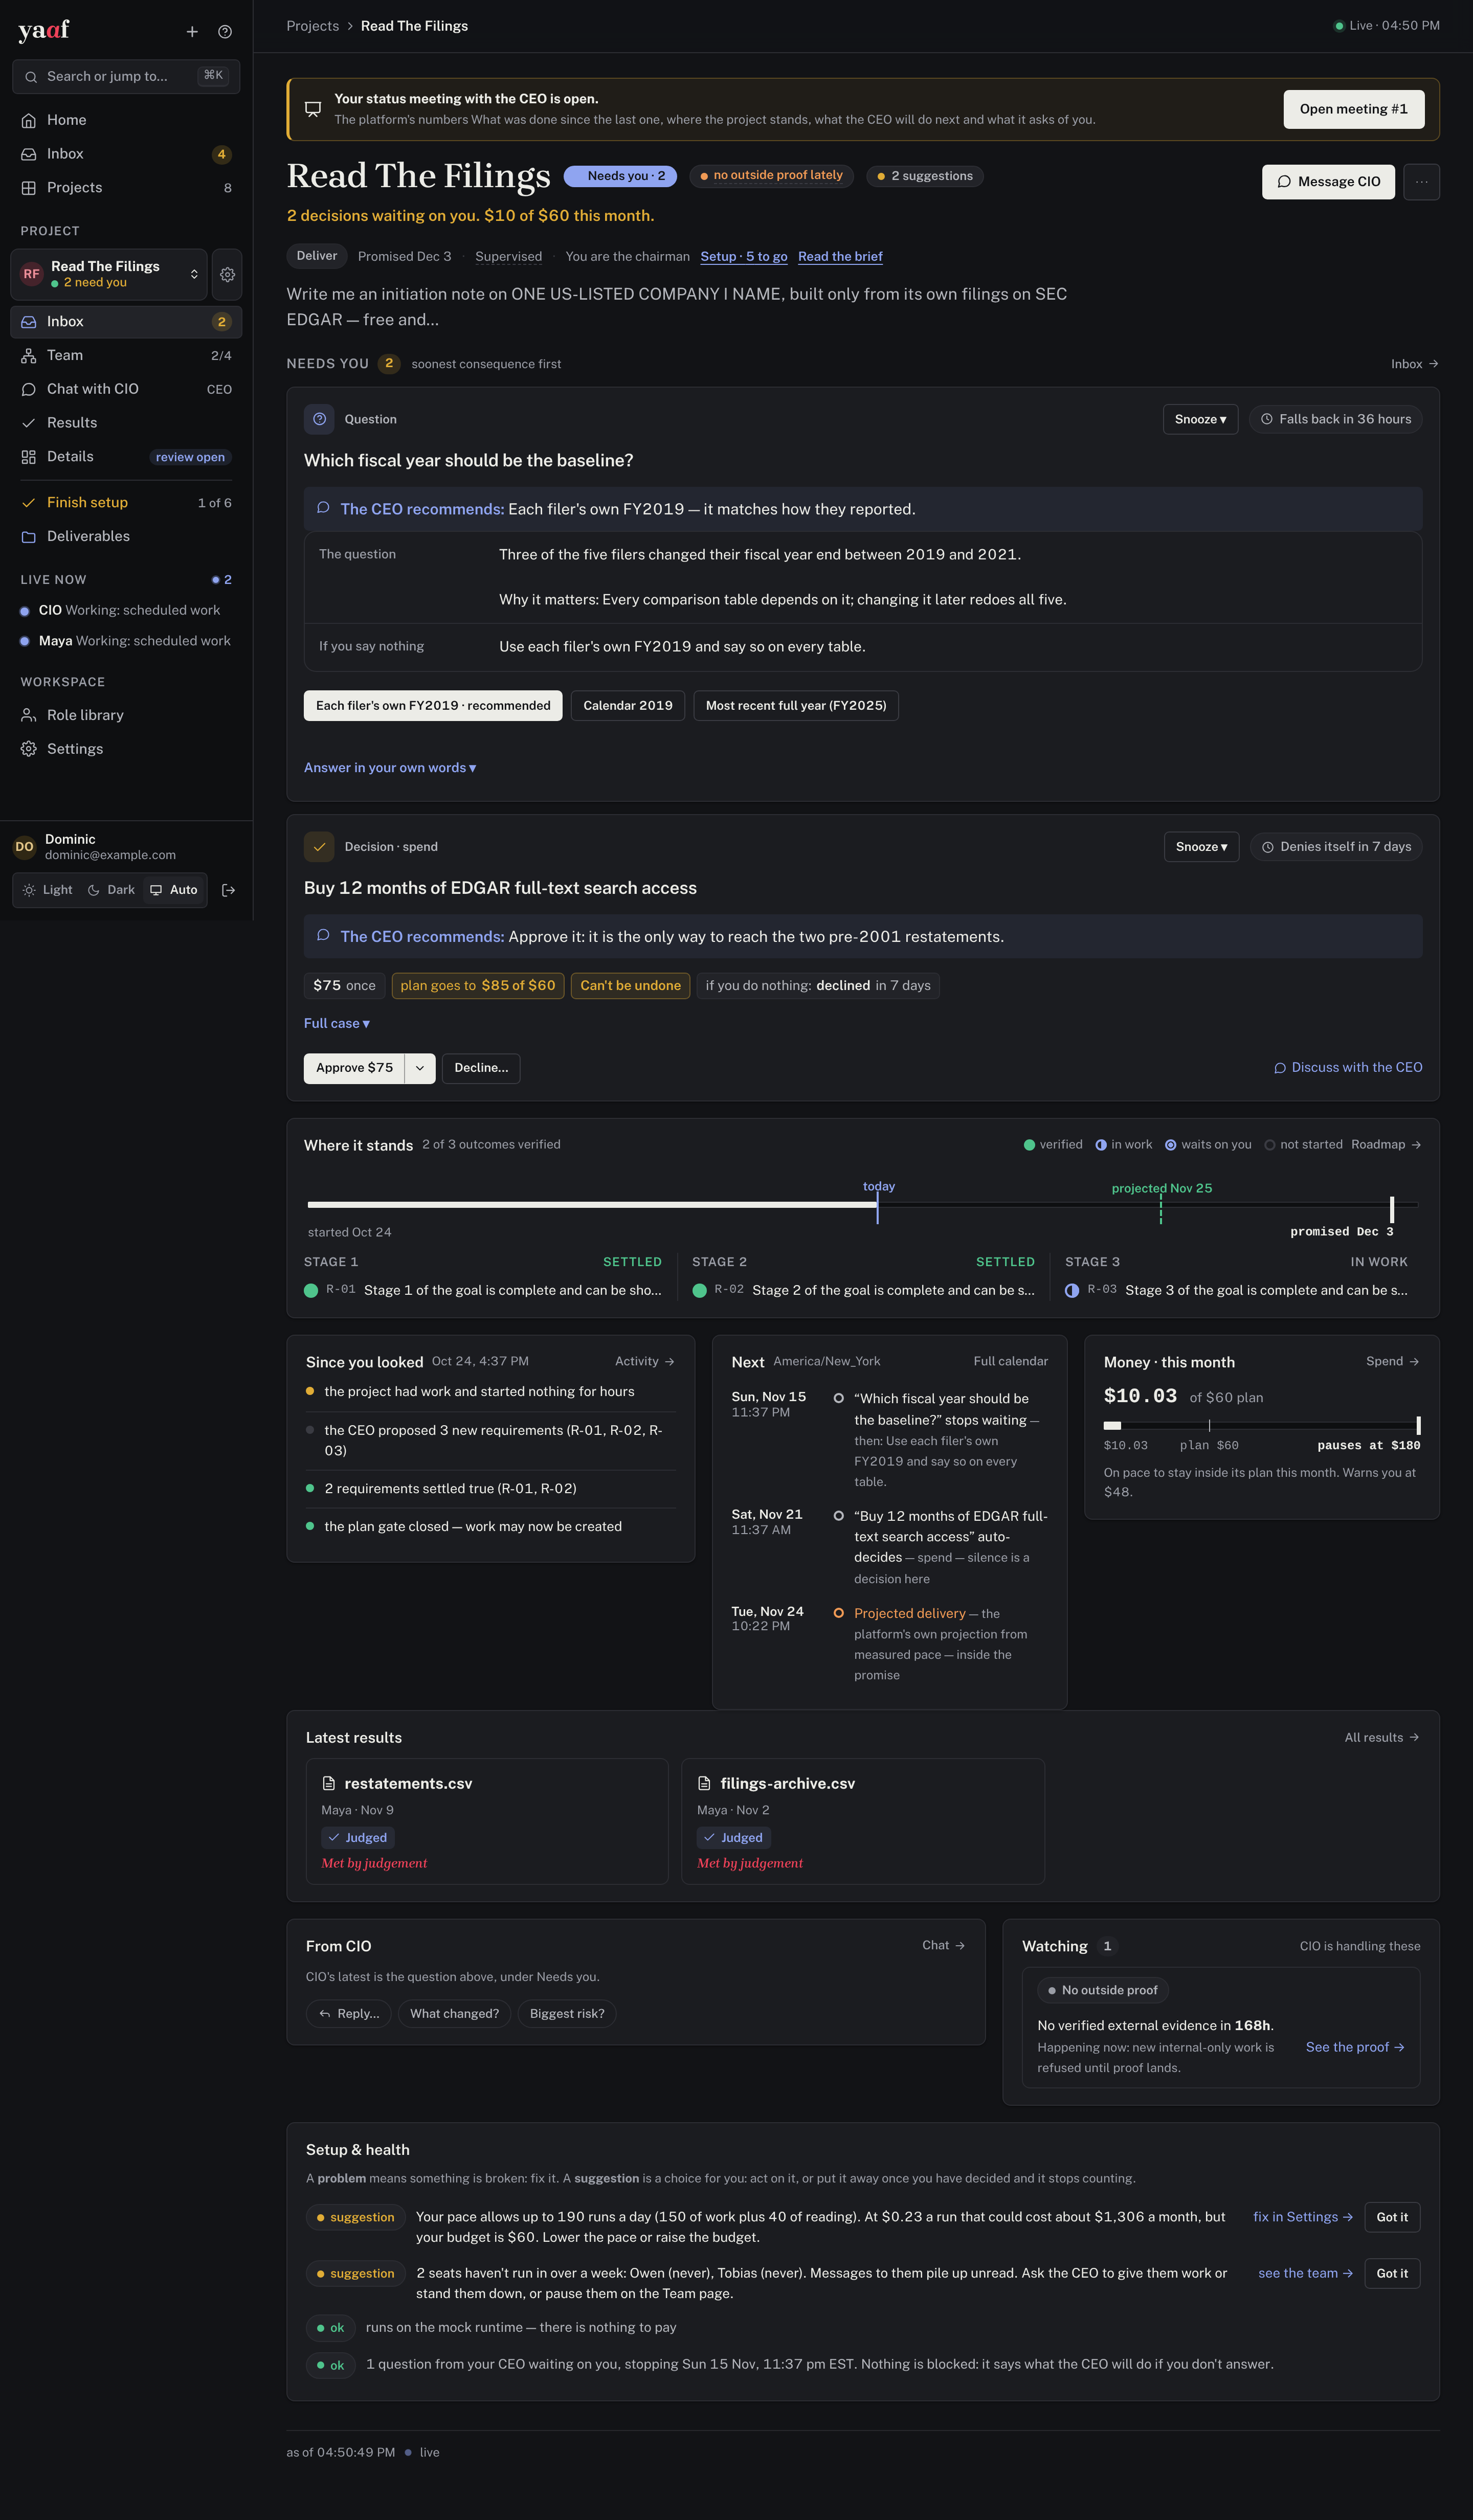 yaaf
Search or jump to... ⌘K
Home
Inbox 4
Projects 8
PROJECT
RF Read The Filings
2 need you
Inbox 2
Team 2/4
Chat with CIO CEO
Results
Details review open
Finish setup 1 of 6
Deliverables
LIVE NOW 2
CIO Working: scheduled work
Maya Working: scheduled work
WORKSPACE
Role library
Settings
DO Dominic
dominic@example.com
Light Dark Auto
Projects > Read The Filings Live · 04:50 PM
Your status meeting with the CEO is open.
The platform's numbers What was done since the last one, where the project stands, what the CEO will do next and what it asks of you.
Open meeting #1
Read The Filings Needs you · 2 no outside proof lately 2 suggestions Message CIO ...
2 decisions waiting on you. $10 of $60 this month.
Deliver Promised Dec 3 · Supervised · You are the chairman Setup · 5 to go Read the brief
Write me an initiation note on ONE US-LISTED COMPANY I NAME, built only from its own filings on SEC
EDGAR — free and…
NEEDS YOU 2 soonest consequence first Inbox →
Question Snooze ▾ Falls back in 36 hours
Which fiscal year should be the baseline?
The CEO recommends: Each filer's own FY2019 — it matches how they reported.
The question Three of the five filers changed their fiscal year end between 2019 and 2021.
Why it matters: Every comparison table depends on it; changing it later redoes all five.
If you say nothing Use each filer's own FY2019 and say so on every table.
Each filer's own FY2019 · recommended Calendar 2019 Most recent full year (FY2025)
Answer in your own words ▾
Decision · spend Snooze ▾ Denies itself in 7 days
Buy 12 months of EDGAR full-text search access
The CEO recommends: Approve it: it is the only way to reach the two pre-2001 restatements.
$75 once plan goes to $85 of $60 Can't be undone if you do nothing: declined in 7 days
Full case ▾
Approve $75 Decline... Discuss with the CEO
Where it stands 2 of 3 outcomes verified verified in work waits on you not started Roadmap →
today
projected Nov 25
started Oct 24
promised Dec 3
STAGE 1 SETTLED
R-01 Stage 1 of the goal is complete and can be sho…
STAGE 2 SETTLED
R-02 Stage 2 of the goal is complete and can be s…
STAGE 3 IN WORK
R-03 Stage 3 of the goal is complete and can be s…
Since you looked Oct 24, 4:37 PM Activity →
the project had work and started nothing for hours
the CEO proposed 3 new requirements (R-01, R-02, R-
03)
2 requirements settled true (R-01, R-02)
the plan gate closed — work may now be created
Next America/New_York Full calendar
Sun, Nov 15
11:37 PM
“Which fiscal year should be
the baseline?” stops waiting —
then: Use each filer's own
FY2019 and say so on every
table.
Sat, Nov 21
11:37 AM
“Buy 12 months of EDGAR full-
text search access” auto-
decides — spend — silence is a
decision here
Tue, Nov 24
10:22 PM
Projected delivery — the
platform's own projection from
measured pace — inside the
promise
Money · this month Spend →
$10.03 of $60 plan
$10.03 plan $60 pauses at $180
On pace to stay inside its plan this month. Warns you at
$48.
Latest results All results →
restatements.csv
Maya · Nov 9
Judged
Met by judgement
filings-archive.csv
Maya · Nov 2
Judged
Met by judgement
From CIO Chat →
CIO's latest is the question above, under Needs you.
Reply... What changed? Biggest risk?
Watching 1 CIO is handling these
No outside proof
No verified external evidence in 168h.
Happening now: new internal-only work is
refused until proof lands.
See the proof →
Setup & health
A problem means something is broken: fix it. A suggestion is a choice for you: act on it, or put it away once you have decided and it stops counting.
suggestion Your pace allows up to 190 runs a day (150 of work plus 40 of reading). At $0.23 a run that could cost about $1,306 a month, but
your budget is $60. Lower the pace or raise the budget.
fix in Settings → Got it
suggestion 2 seats haven't run in over a week: Owen (never), Tobias (never). Messages to them pile up unread. Ask the CEO to give them work or
stand them down, or pause them on the Team page.
see the team → Got it
ok runs on the mock runtime — there is nothing to pay
ok 1 question from your CEO waiting on you, stopping Sun 15 Nov, 11:37 pm EST. Nothing is blocked: it says what the CEO will do if you don't answer.
as of 04:50:49 PM live